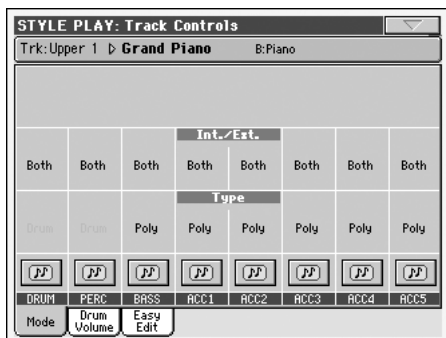 STYLE PLAY: Track Controls
Trk:Upper 1 Grand Piano B:Piano
Int./Ext.
Both Both Both Both Both Both Both Both
Type
Drum Drum Poly Poly Poly Poly Poly Poly
DRUM PERC BASS ACC1 ACC2 ACC3 ACC4 ACC5
Mode Drum Volume Easy Edit